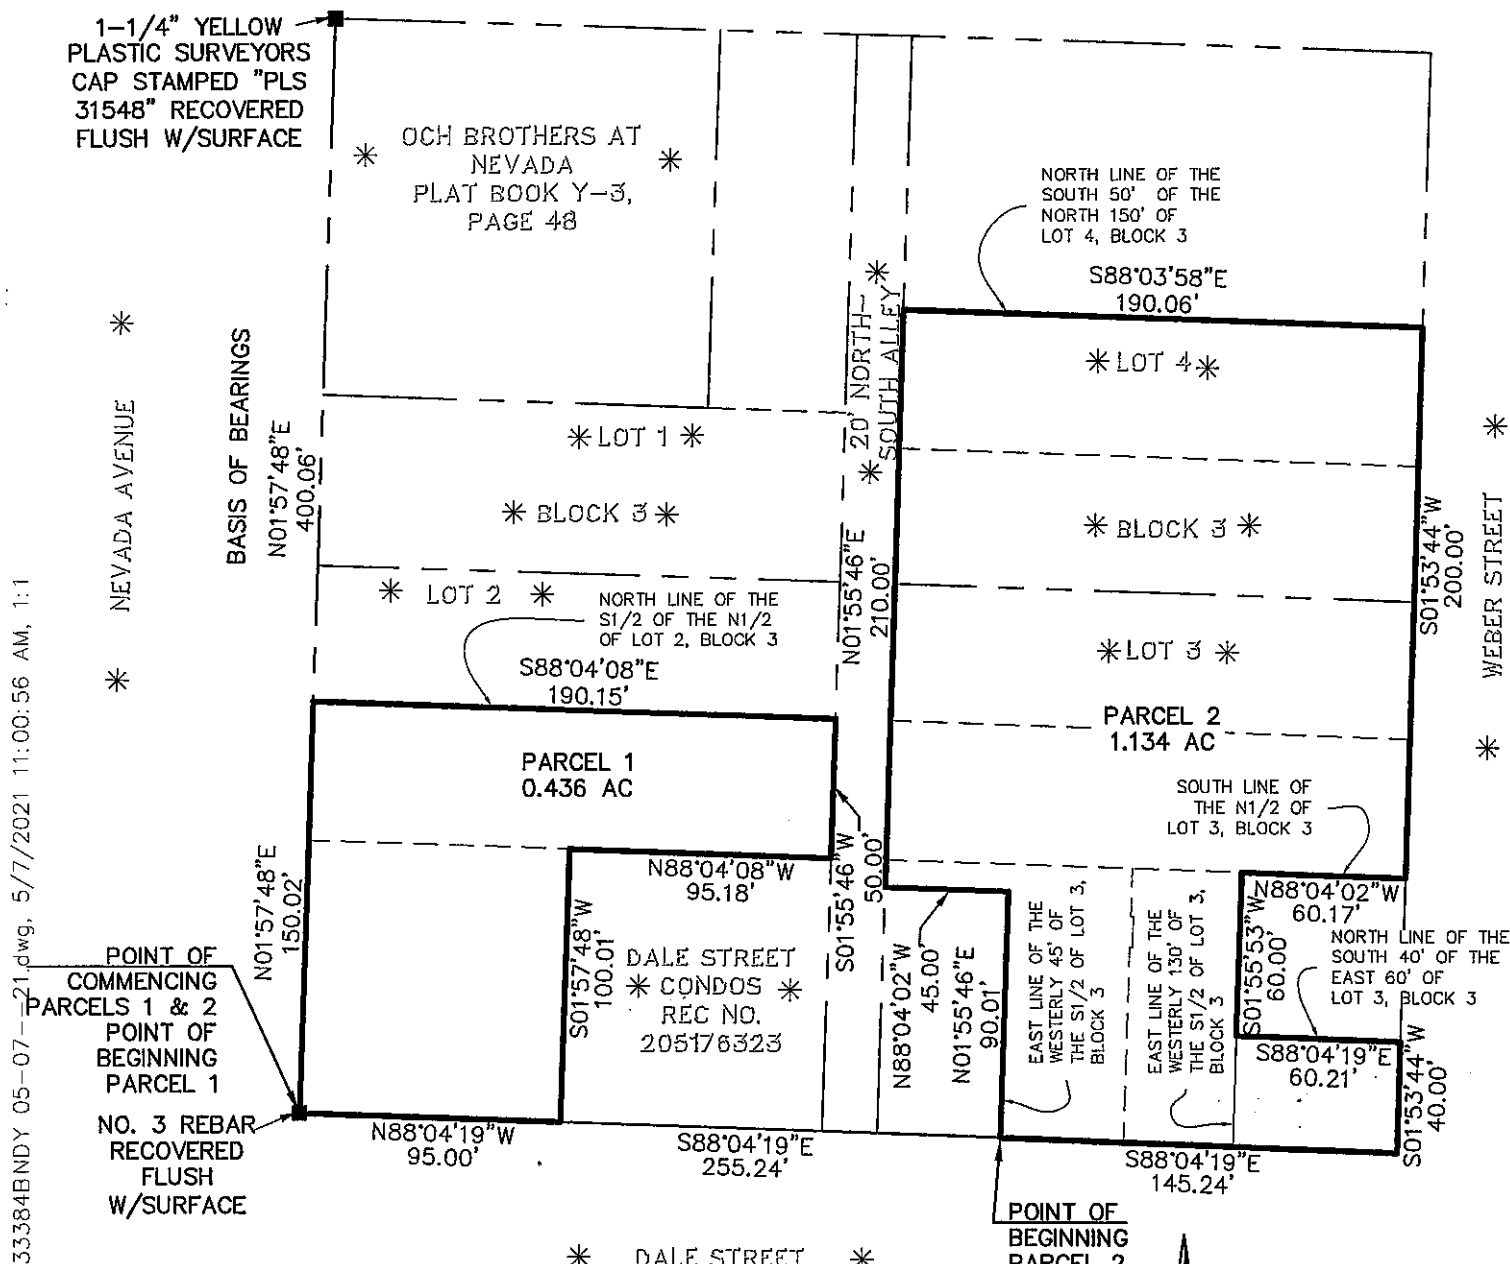 1-1/4" YELLOW
PLASTIC SURVEYORS
CAP STAMPED "PLS
31548" RECOVERED
FLUSH W/SURFACE
OCH BROTHERS AT
NEVADA
PLAT BOOK Y-3,
PAGE 48
NORTH LINE OF THE
SOUTH 50' OF THE
NORTH 150' OF
LOT 4, BLOCK 3
S88°03'58"E
190.06'
20' NORTH-
SOUTH ALLEY
LOT 4
NEVADA AVENUE
BASIS OF BEARINGS
N01°57'48"E
400.06'
LOT 1
BLOCK 3
BLOCK 3
LOT 2
NORTH LINE OF THE
S1/2 OF THE N1/2
OF LOT 2, BLOCK 3
S88°04'08"E
190.15'
N01°55'46"E
210.00'
LOT 3
S01°53'44"W
200.00'
WEBER STREET
PARCEL 1
0.436 AC
PARCEL 2
1.134 AC
SOUTH LINE OF
THE N1/2 OF
LOT 3, BLOCK 3
N01°57'48"E
150.02'
N88°04'08"W
95.18'
S01°55'46"W
50.00'
S01°57'48"W
100.01'
DALE STREET
CONDOS
REC NO.
205176323
N88°04'02"W
45.00'
N01°55'46"E
90.01'
EAST LINE OF THE
WESTERLY 45' OF
THE S1/2 OF LOT 3,
BLOCK 3
EAST LINE OF THE
WESTERLY 130' OF
THE S1/2 OF LOT 3,
BLOCK 3
N88°04'02"W
60.17'
S01°55'53"W
60.00'
NORTH LINE OF THE
SOUTH 40' OF THE
EAST 60' OF
LOT 3, BLOCK 3
S88°04'19"E
60.21'
S01°53'44"W
40.00'
POINT OF
COMMENCING
PARCELS 1 & 2
POINT OF
BEGINNING
PARCEL 1
NO. 3 REBAR
RECOVERED
FLUSH
W/SURFACE
N88°04'19"W
95.00'
S88°04'19"E
255.24'
S88°04'19"E
145.24'
POINT OF
BEGINNING
PARCEL 2
DALE STREET
33384BNDY 05-07-21.dwg, 5/7/2021 11:00:56 AM, 1:1